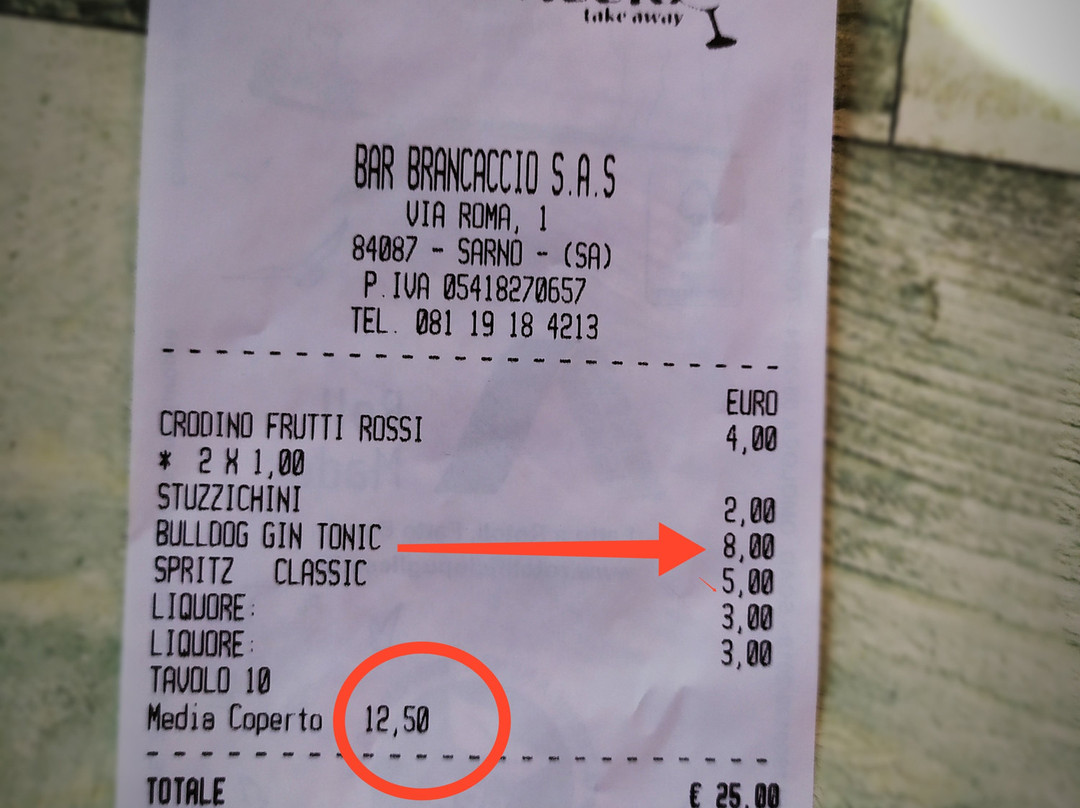 take away
BAR BRANCACCIO S.A.S
VIA ROMA, 1
84087 - SARNO - (SA)
P.IVA 05418270657
TEL. 081 19 18 4213
EURO
CRODINO FRUTTI ROSSI 4,00
* 2 X 1,00
STUZZICHINI 2,00
BULLDOG GIN TONIC 8,00
SPRITZ CLASSIC 5,00
LIQUORE: 3,00
LIQUORE: 3,00
TAVOLO 10
Media Coperto 12,50
TOTALE € 25,00